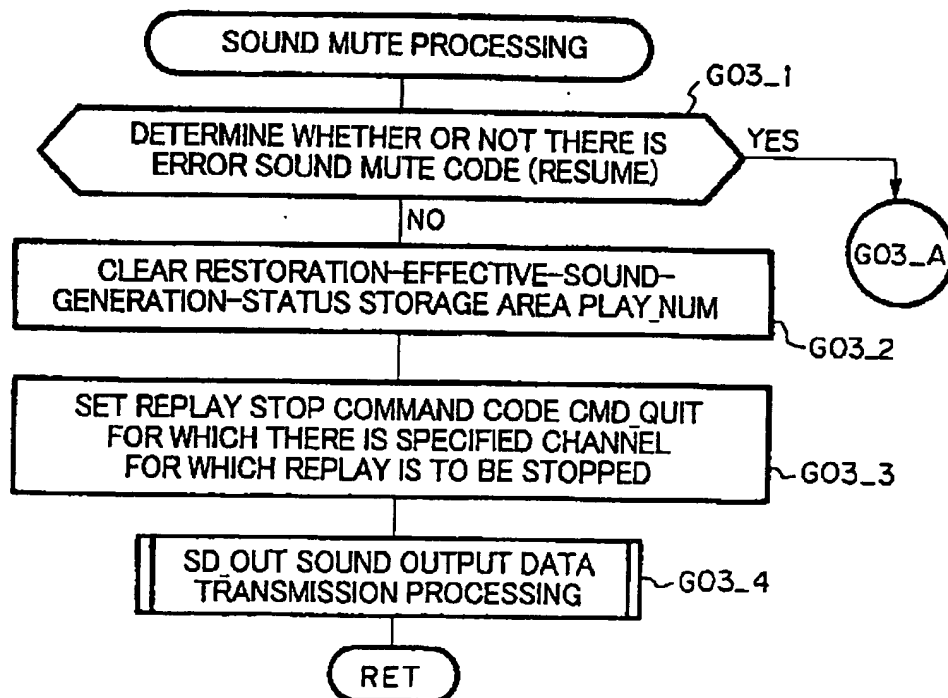 SOUND MUTE PROCESSING
G03_1
DETERMINE WHETHER OR NOT THERE IS
ERROR SOUND MUTE CODE (RESUME)
YES
NO
G03_A
CLEAR RESTORATION-EFFECTIVE-SOUND-
GENERATION-STATUS STORAGE AREA PLAY_NUM
G03_2
SET REPLAY STOP COMMAND CODE CMD_QUIT
FOR WHICH THERE IS SPECIFIED CHANNEL
FOR WHICH REPLAY IS TO BE STOPPED
G03_3
SD_OUT SOUND OUTPUT DATA
TRANSMISSION PROCESSING
G03_4
RET